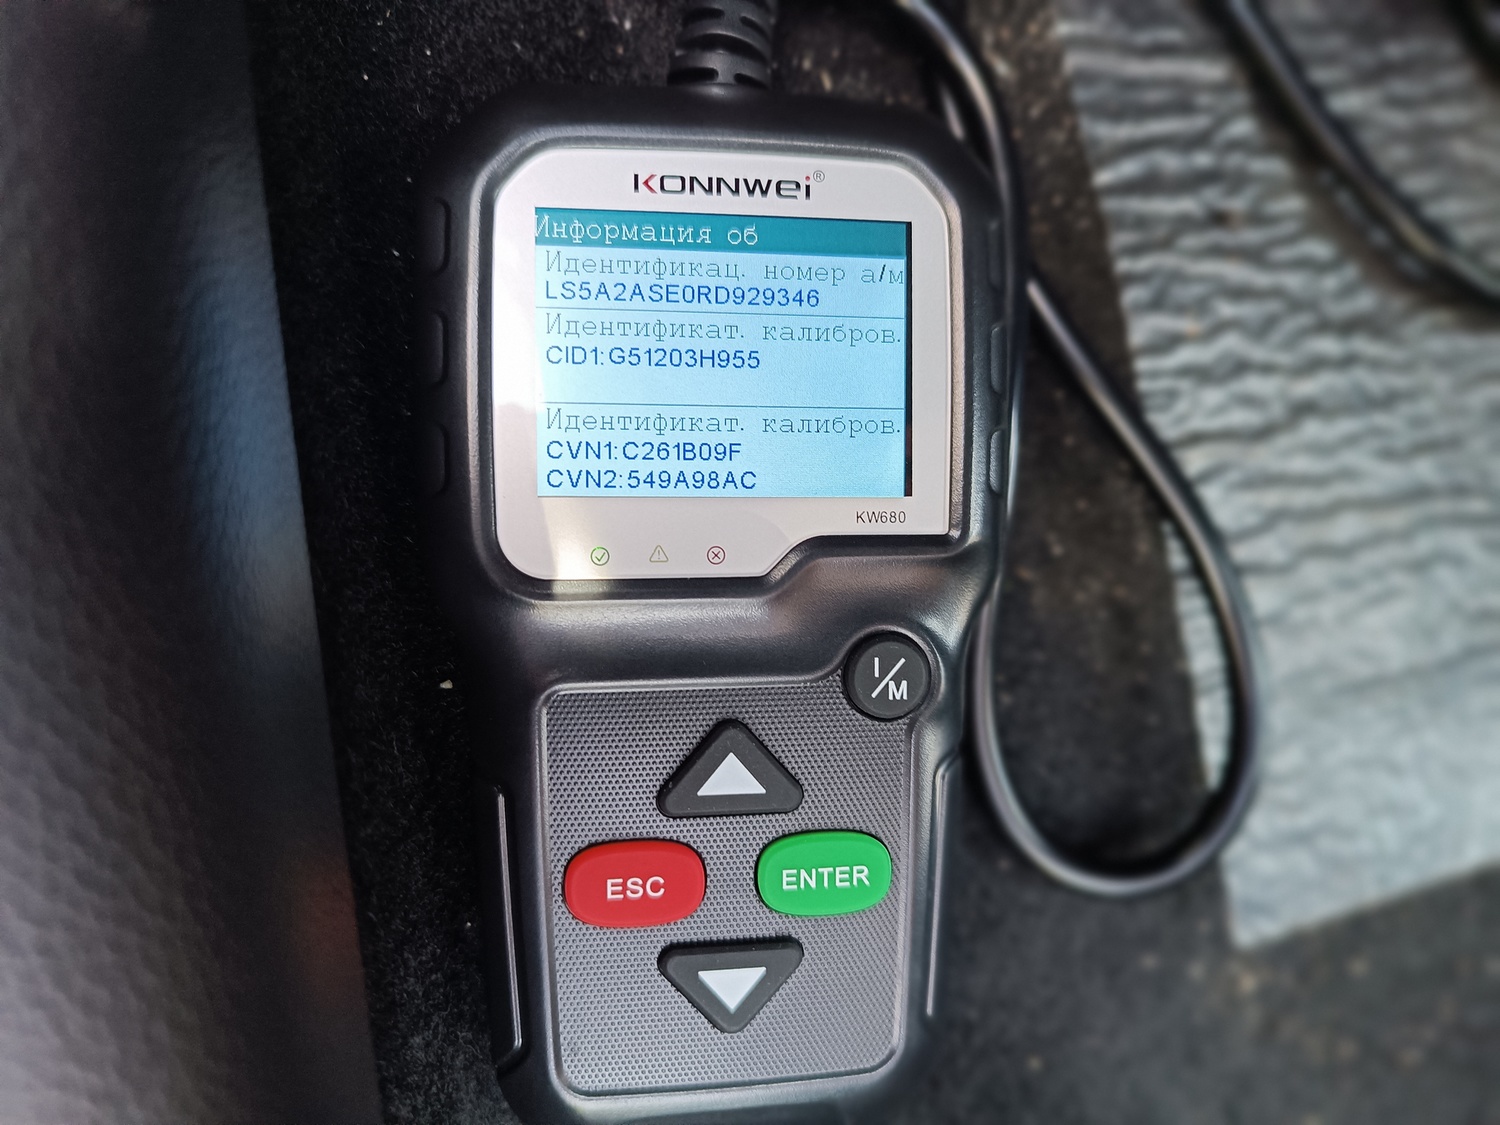 KONNWEI®
Информация об
Идентификац. номер а/м
LS5A2ASE0RD929346
Идентификат. калибров.
CID1:G51203H955
Идентификат. калибров.
CVN1:C261B09F
CVN2:549A98AC
KW680
I/M
ESC
ENTER